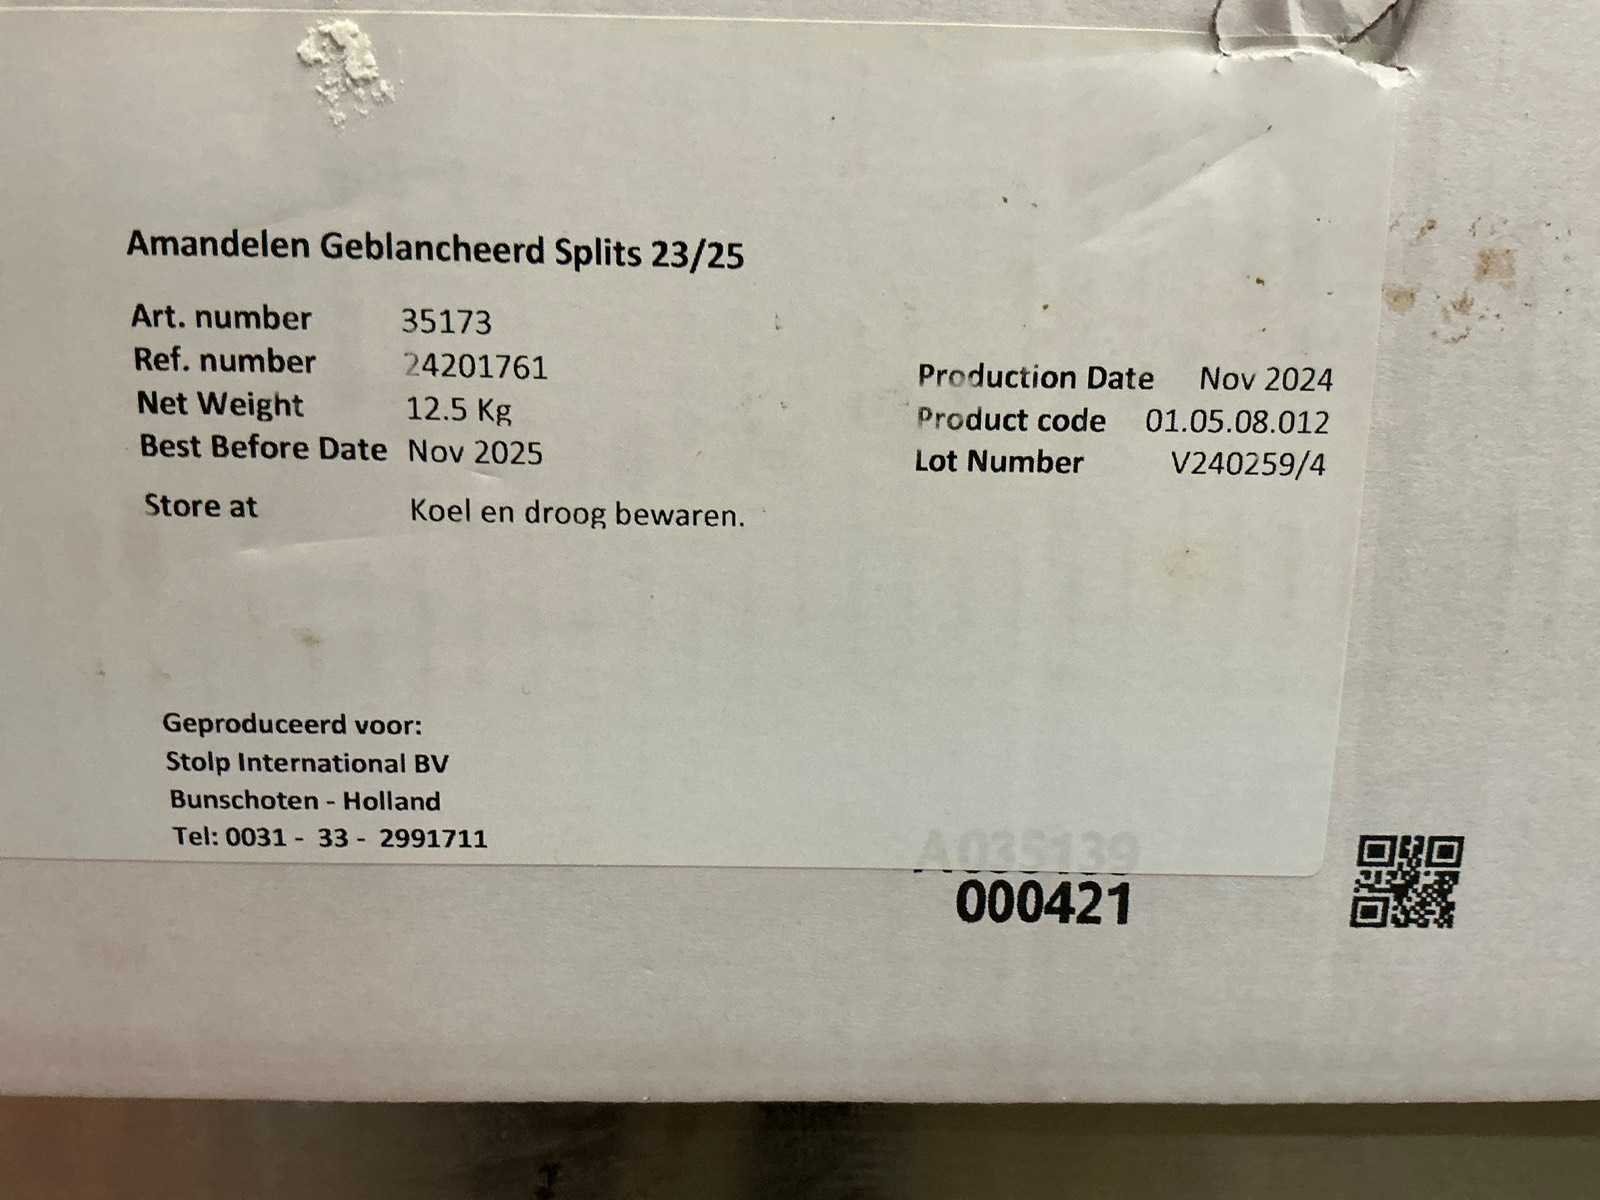 Amandelen Geblancheerd Splits 23/25
Art. number 35173
Ref. number 24201761
Net Weight 12.5 Kg
Best Before Date Nov 2025
Store at Koel en droog bewaren.
Production Date Nov 2024
Product code 01.05.08.012
Lot Number V240259/4
Geproduceerd voor:
Stolp International BV
Bunschoten - Holland
Tel: 0031 - 33 - 2991711
A035139
000421